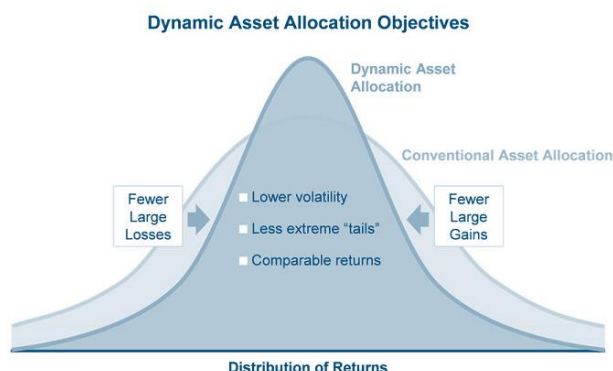 Dynamic Asset Allocation Objectives
Dynamic Asset
Allocation
Conventional Asset Allocation
Fewer
Large
Losses
Lower volatility
Less extreme “tails”
Comparable returns
Fewer
Large
Gains
Distribution of Returns